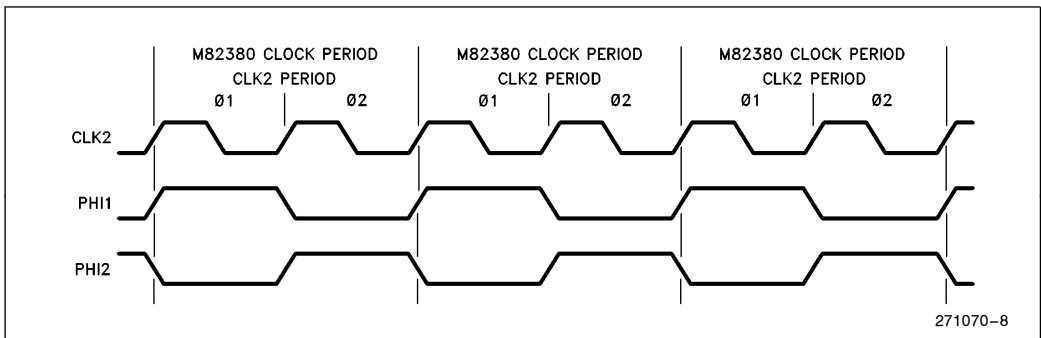 M82380 CLOCK PERIOD M82380 CLOCK PERIOD M82380 CLOCK PERIOD
CLK2 PERIOD CLK2 PERIOD CLK2 PERIOD
Ø1 Ø2 Ø1 Ø2 Ø1 Ø2
CLK2
PHI1
PHI2
271070-8